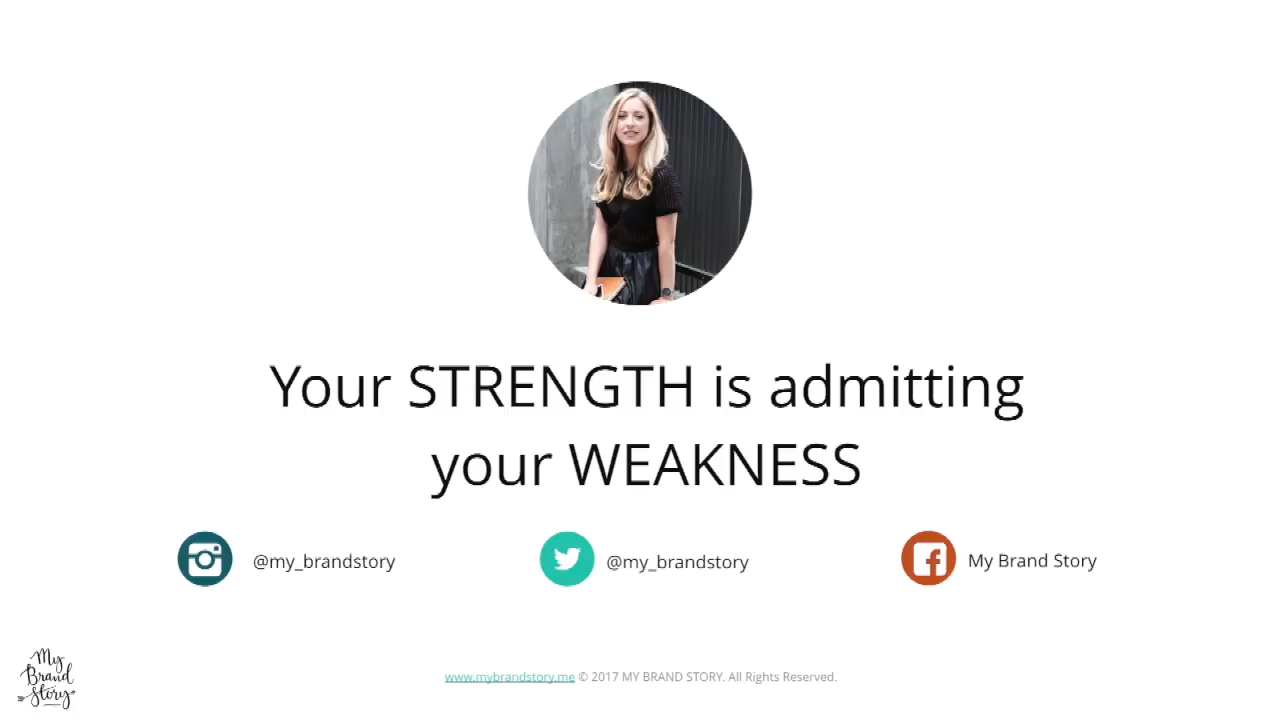 Your STRENGTH is admitting
your WEAKNESS
@my_brandstory
@my_brandstory
My Brand Story
My
Brand
Story
www.mybrandstory.me © 2017 MY BRAND STORY. All Rights Reserved.